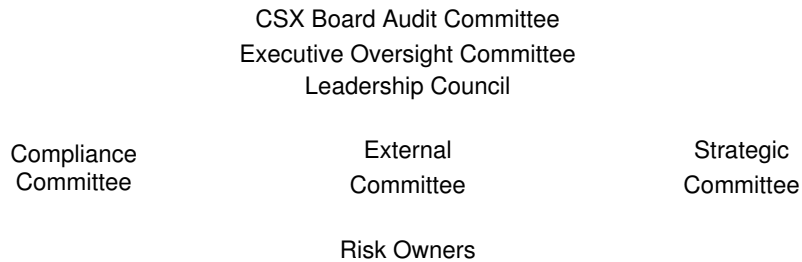 CSX Board Audit Committee
Executive Oversight Committee
Leadership Council
Compliance
Committee
External
Committee
Strategic
Committee
Risk Owners